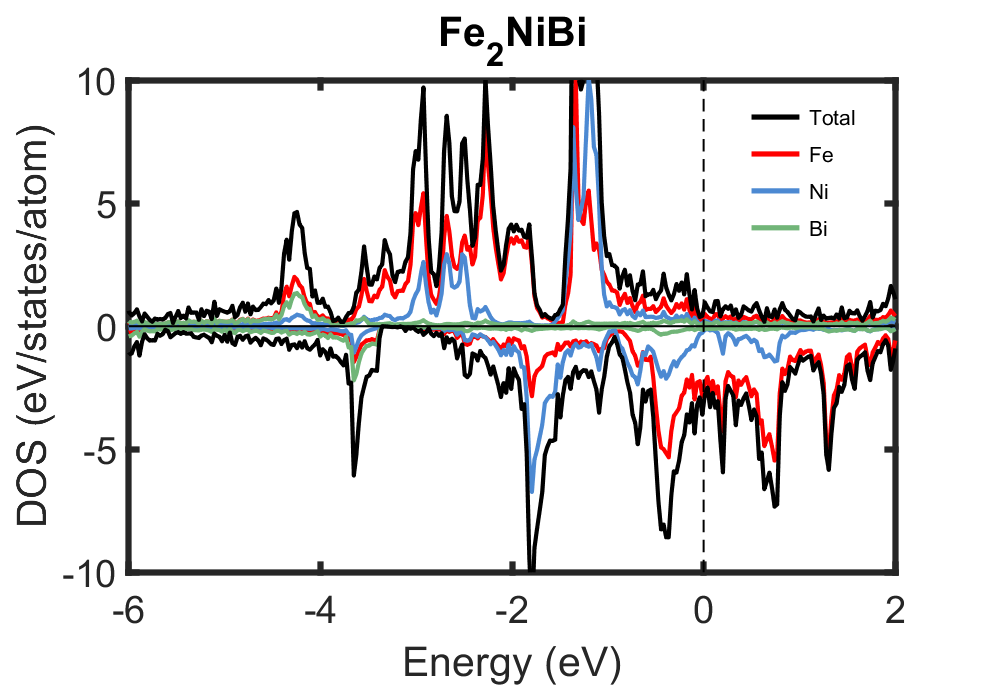 Fe2NiBi
10
5
0
-5
-10
DOS (eV/states/atom)
Total
Fe
Ni
Bi
-6
-4
-2
0
2
Energy (eV)